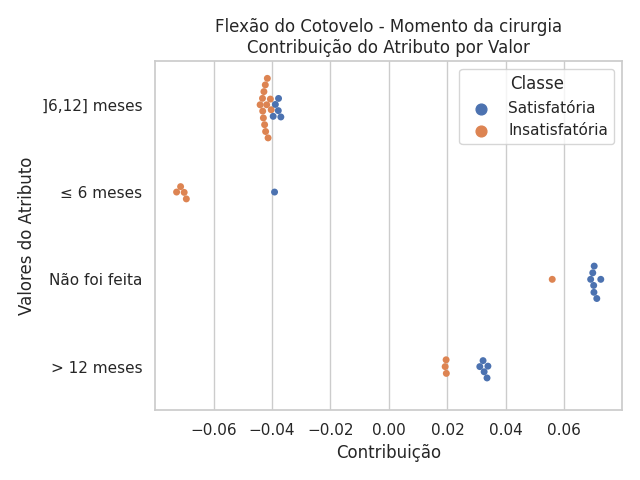 Flexão do Cotovelo - Momento da cirurgia
Contribuição do Atributo por Valor
Classe
Satisfatória
Insatisfatória
Valores do Atributo
]6,12] meses
≤ 6 meses
Não foi feita
> 12 meses
−0.06 −0.04 −0.02 0.00 0.02 0.04 0.06
Contribuição